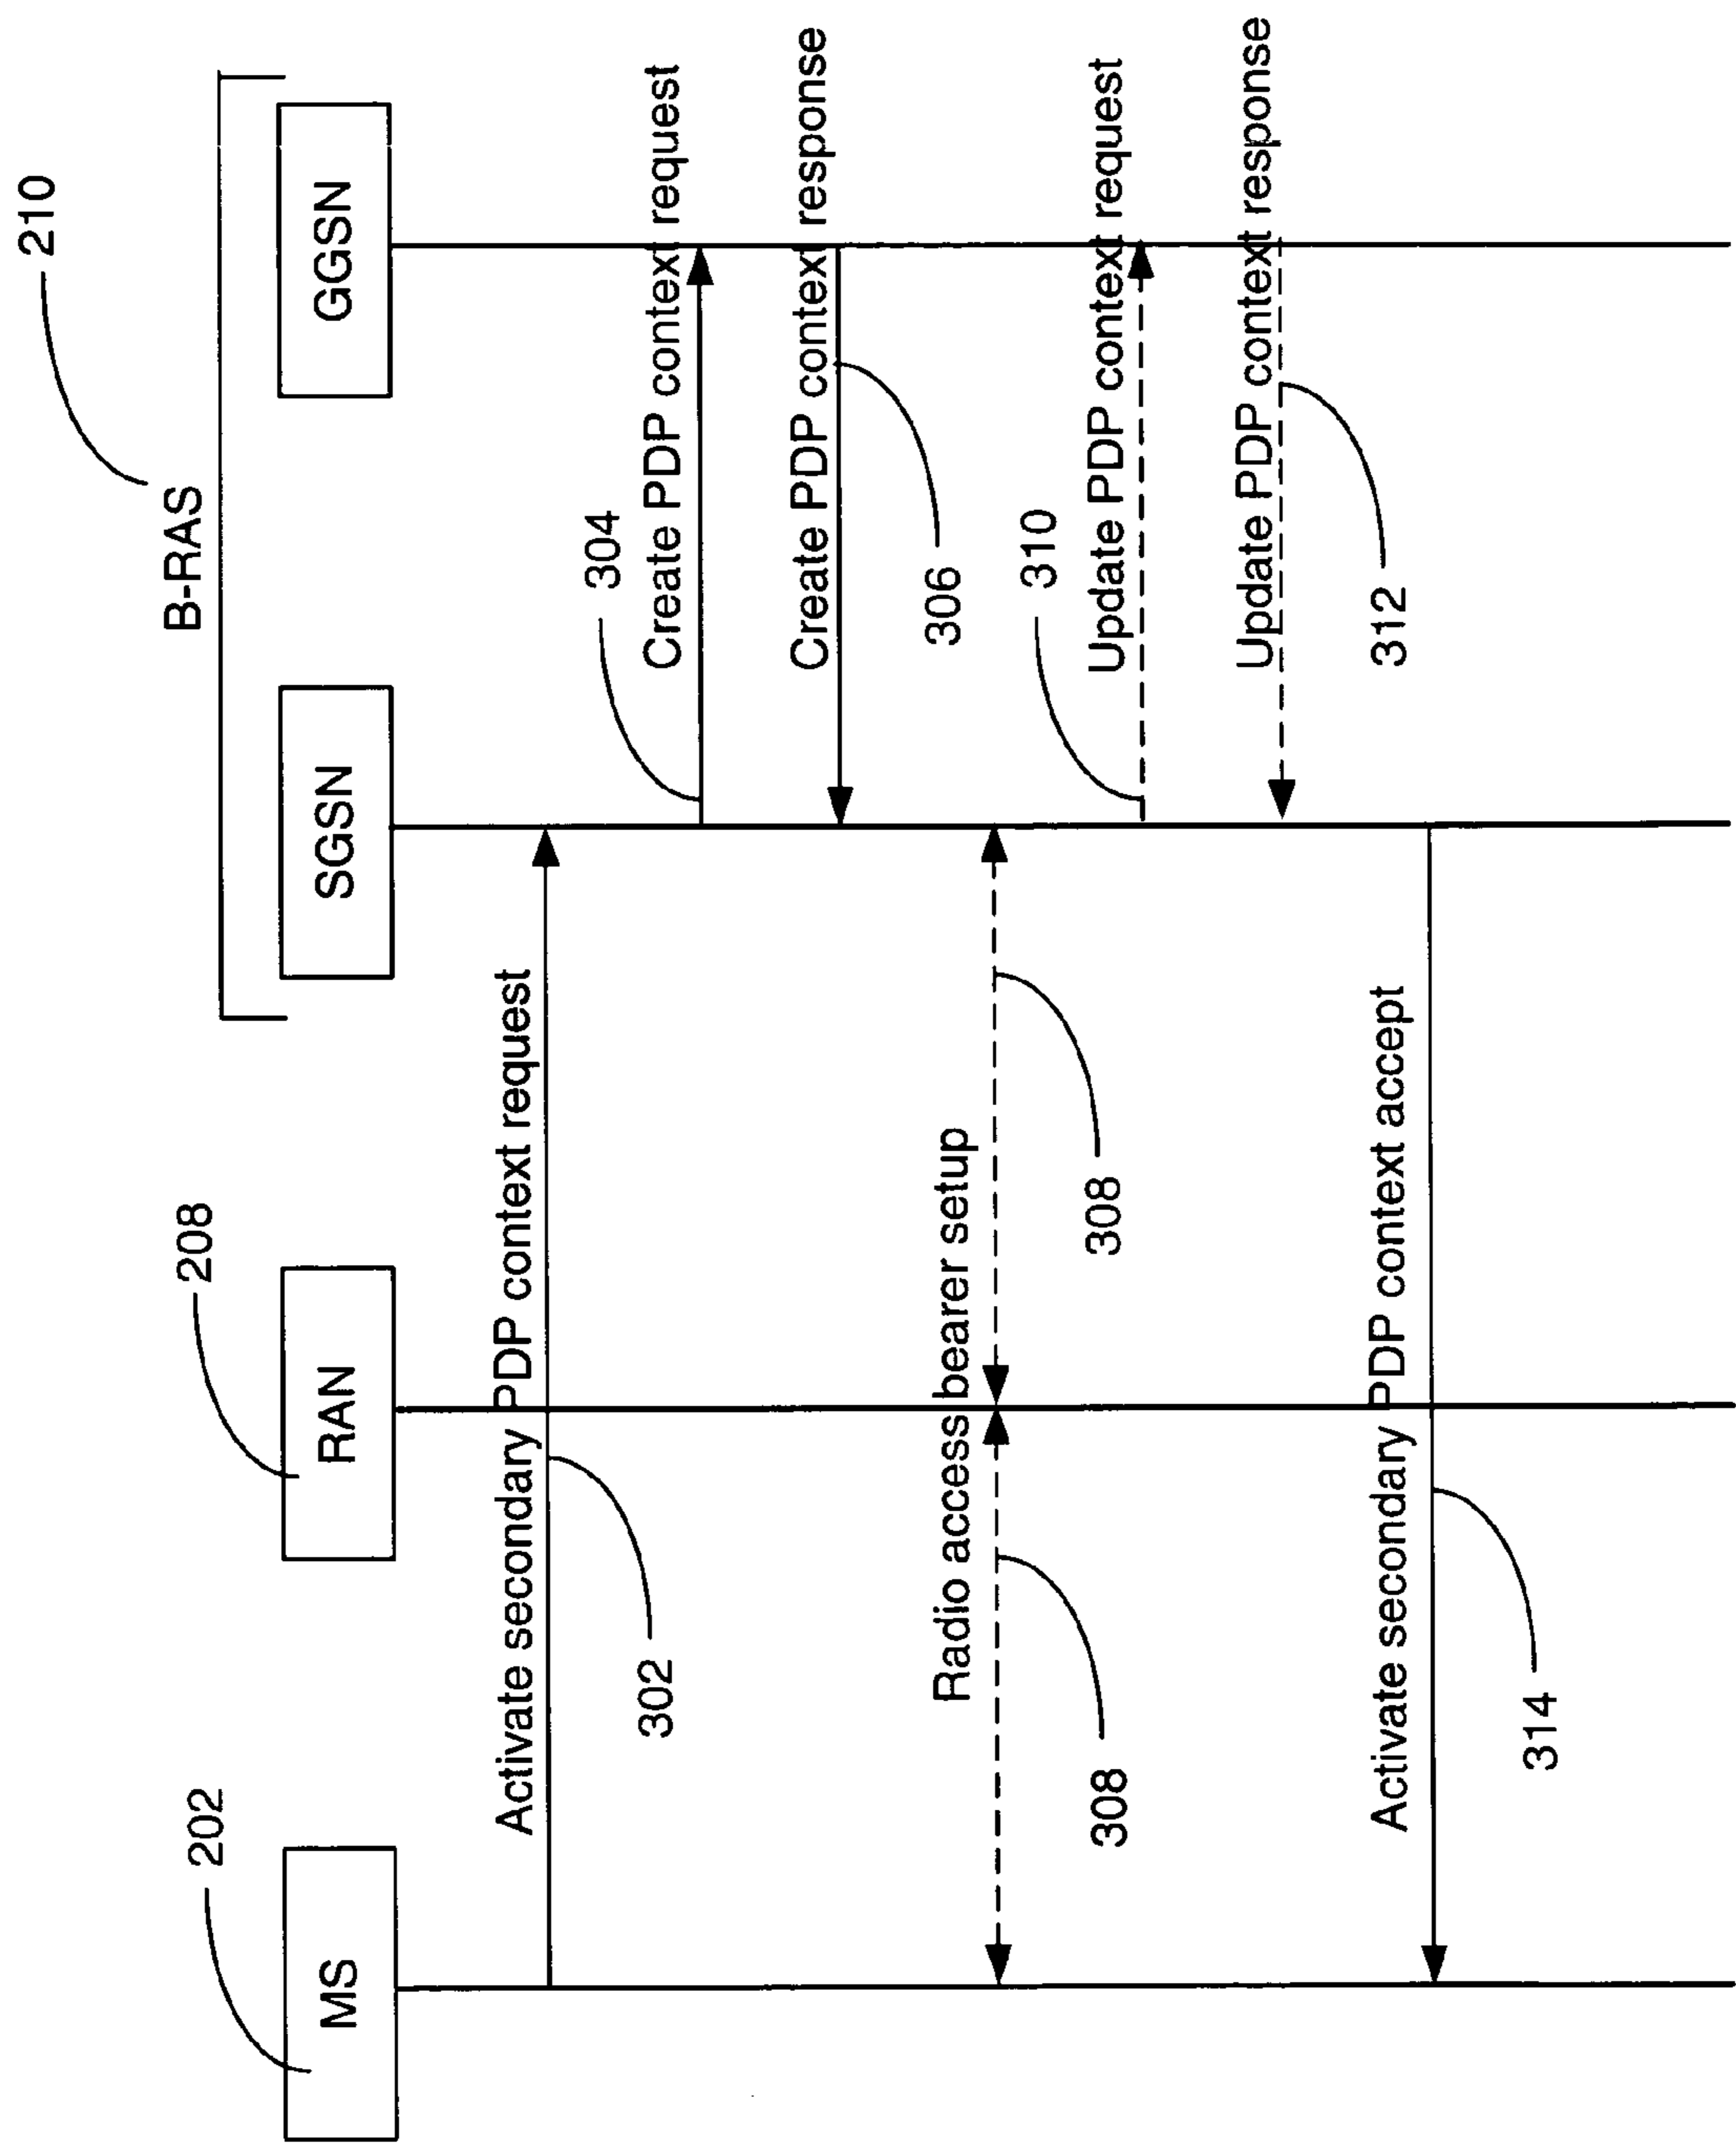 210
B-RAS
202
208
MS
RAN
SGSN
GGSN
Activate secondary PDP context request
302
304
Create PDP context request
Create PDP context response
306
Radio access bearer setup
308
308
310
Update PDP context request
Update PDP context response
312
Activate secondary PDP context accept
314